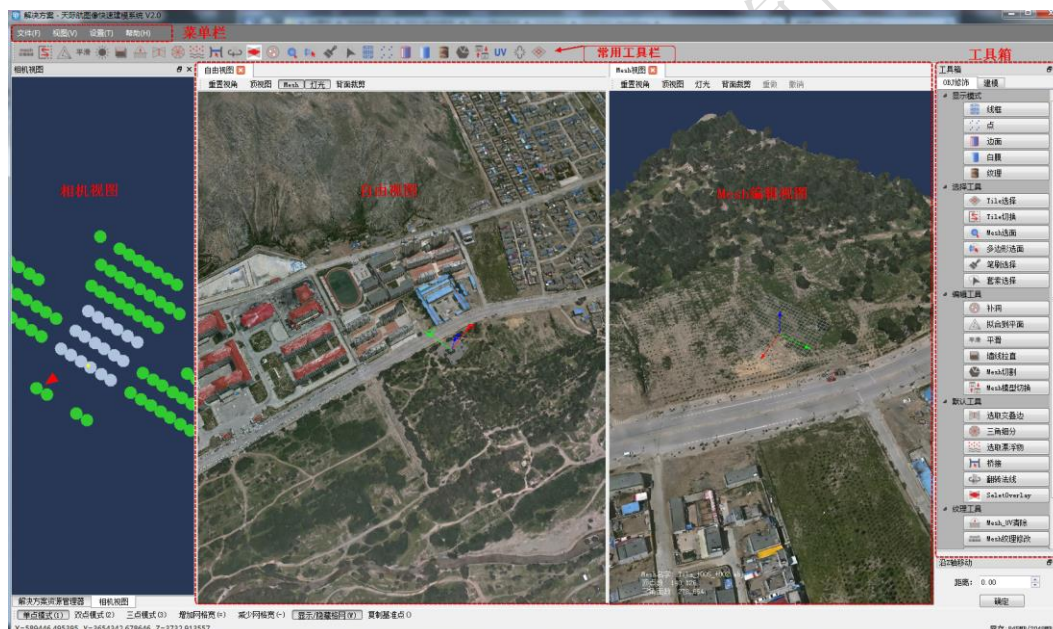 解决方案 - 天际航图像快速建模系统 V2.0
文件(F) 视图(V) 设置(T) 帮助(H) 菜单栏
平滑 UV 常用工具栏 工具箱
相机视图
自由视图
重置视角 顶视图 Mesh 灯光 背面裁剪
Mesh视图
重置视角 顶视图 灯光 背面裁剪 重做 撤销
相机视图
自由视图
Mesh编辑视图
工具箱
OBJ修饰 建模
显示模式
线框
点
边面
白膜
纹理
选择工具
Tile选择
Tile切换
Mesh选面
多边形选面
笔刷选择
套索选择
编辑工具
补洞
拟合到平面
平滑 平滑
墙线拉直
Mesh切割
Mesh模型切换
默认工具
选取交叠边
三角细分
选取漂浮物
桥接
翻转法线
SeletOverlay
纹理工具
Mesh_UV清除
Mesh纹理修改
沿Z轴移动
距离: 0.00
确定
解决方案资源管理器 相机视图
单点模式(1) 双点模式(2) 三点模式(3) 增加网格宽(+) 减少网格宽(-) 显示/隐藏格网(W) 复制基准点()